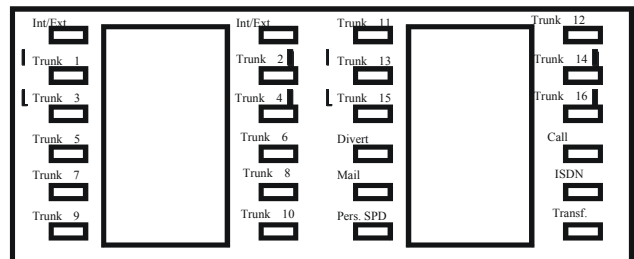 Int/Ext Int/Ext Trunk 11 Trunk 12
Trunk 1 Trunk 2 Trunk 13 Trunk 14
Trunk 3 Trunk 4 Trunk 15 Trunk 16
Trunk 5 Trunk 6 Divert Call
Trunk 7 Trunk 8 Mail ISDN
Trunk 9 Trunk 10 Pers. SPD Transf.